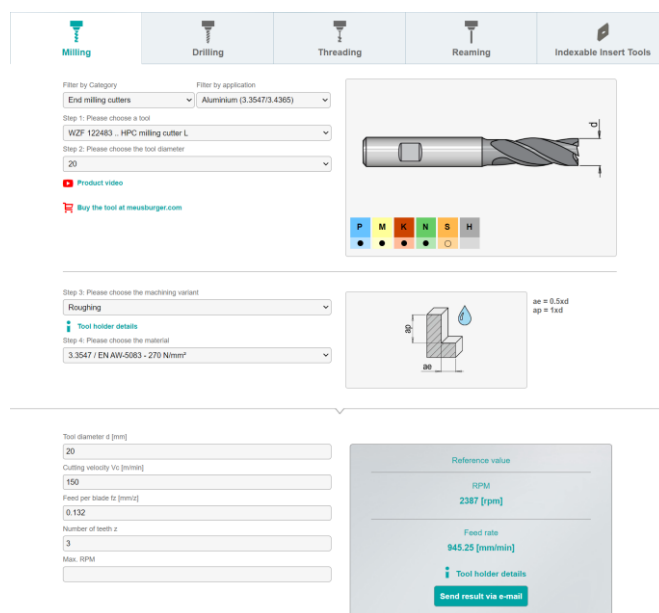 Milling Drilling Threading Reaming Indexable Insert Tools
Filter by Category Filter by application
End milling cutters Aluminium (3.3547/3.4365)
Step 1: Please choose a tool
WZF 122483 .. HPC milling cutter L
Step 2: Please choose the tool diameter
20
Product video
Buy the tool at meusburger.com
d
P M K N S H
Step 3: Please choose the machining variant
Roughing
Tool holder details
Step 4: Please choose the material
3.3547 / EN AW-5083 - 270 N/mm²
ap
ae
ae = 0.5xd
ap = 1xd
Tool diameter d [mm]
20
Cutting velocity Vc [m/min]
150
Feed per blade fz [mm/z]
0.132
Number of teeth z
3
Max. RPM
Reference value
RPM
2387 [rpm]
Feed rate
945.25 [mm/min]
Tool holder details
Send result via e-mail